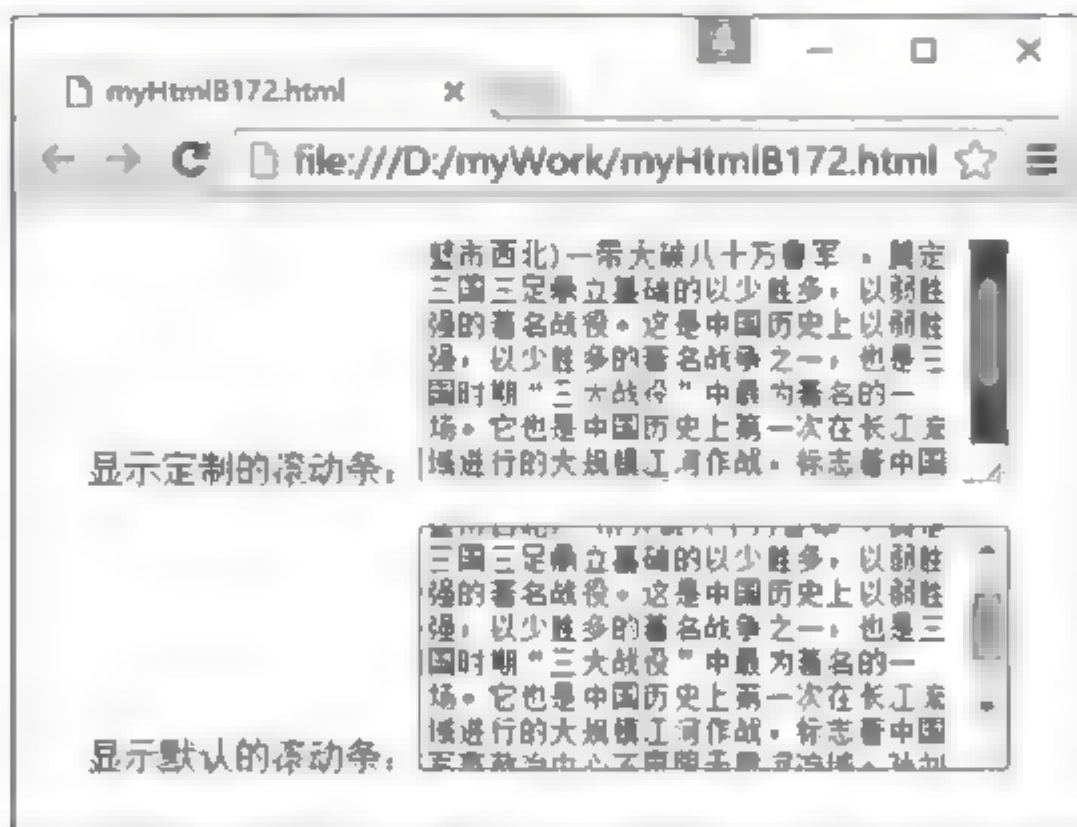 myHtmlB172.html
file:///D:/myWork/myHtmlB172.html
壁市西北)一带大破八十万曹军，奠定
三国三足鼎立基础的以少胜多，以弱胜
强的著名战役。这是中国历史上以弱胜
强，以少胜多的著名战争之一，也是三
国时期“三大战役”中最为著名的一
场。它也是中国历史上第一次在长江流
域进行的大规模江河作战，标志着中国
显示定制的滚动条：
三国三足鼎立基础的以少胜多，以弱胜
强的著名战役。这是中国历史上以弱胜
强，以少胜多的著名战争之一，也是三
国时期“三大战役”中最为著名的一
场。它也是中国历史上第一次在长江流
域进行的大规模江河作战，标志着中国
显示默认的滚动条：